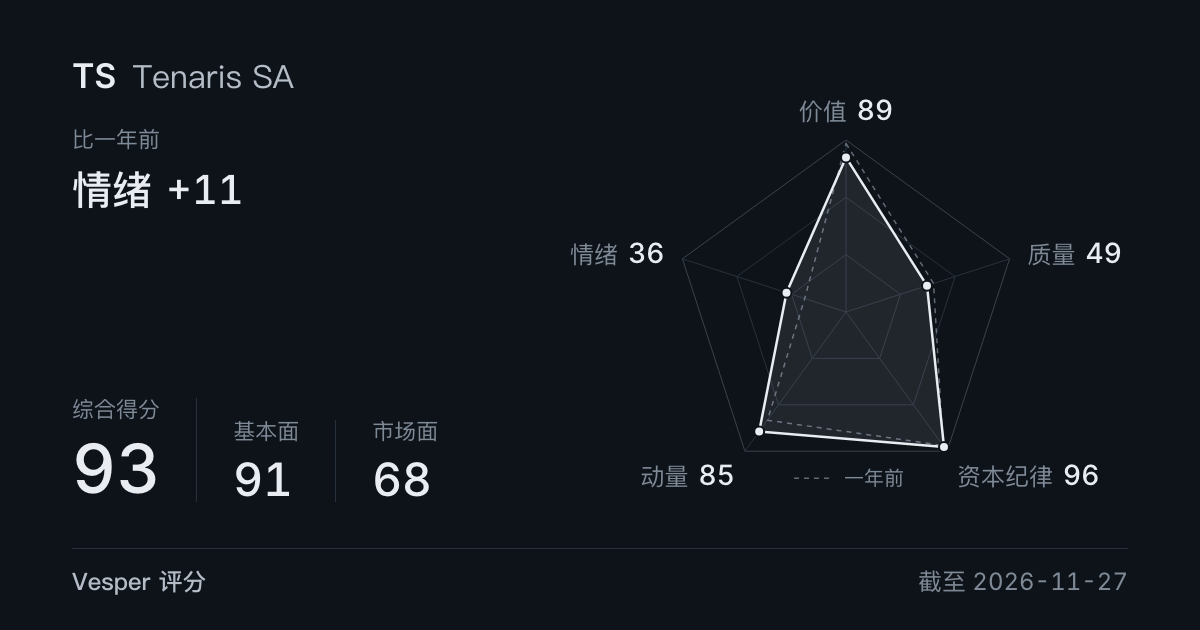 TS Tenaris SA
比一年前
情绪 +11
价值 89
情绪 36
质量 49
动量 85
一年前
资本纪律 96
综合得分
93
基本面
91
市场面
68
Vesper 评分
截至 2026-11-27